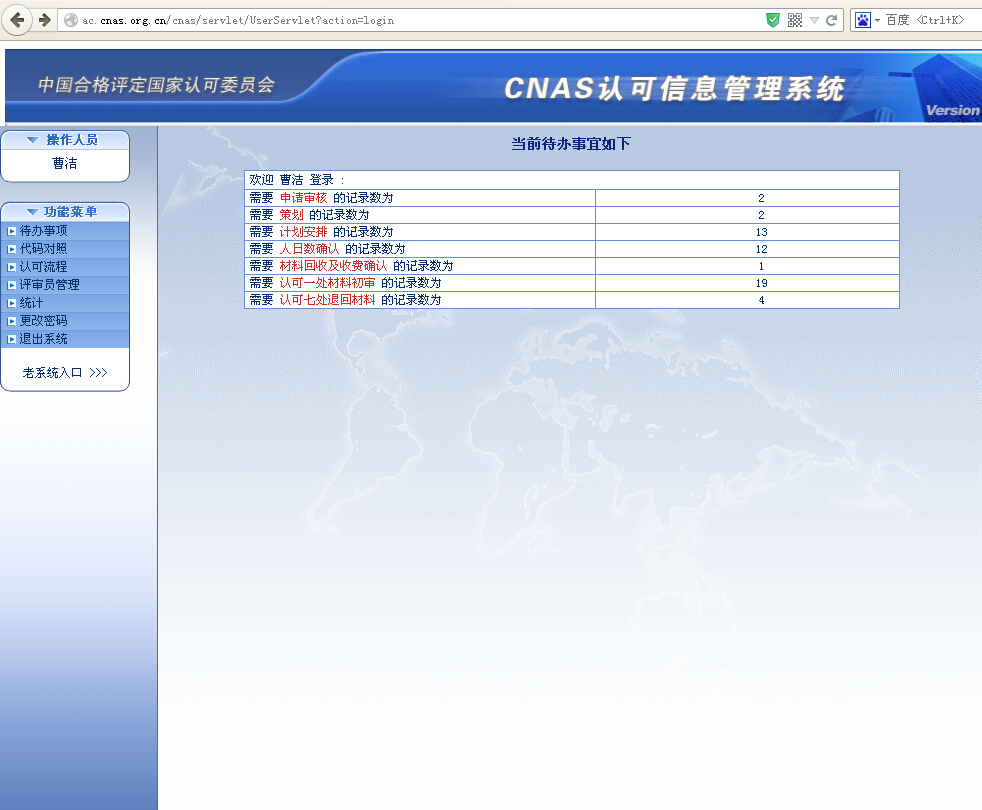 ac.cnas.org.cn/cnas/servlet/UserServlet?action=login
百度 <Ctrl+K>
中国合格评定国家认可委员会
CNAS认可信息管理系统
Version
操作人员
曹洁
功能菜单
待办事项
代码对照
认可流程
评审员管理
统计
更改密码
退出系统
老系统入口 >>>
当前待办事宜如下
欢迎 曹洁 登录 :
需要 申请审核 的记录数为 2
需要 策划 的记录数为 2
需要 计划安排 的记录数为 13
需要 人日数确认 的记录数为 12
需要 材料回收及收费确认 的记录数为 1
需要 认可一处材料初审 的记录数为 19
需要 认可七处退回材料 的记录数为 4